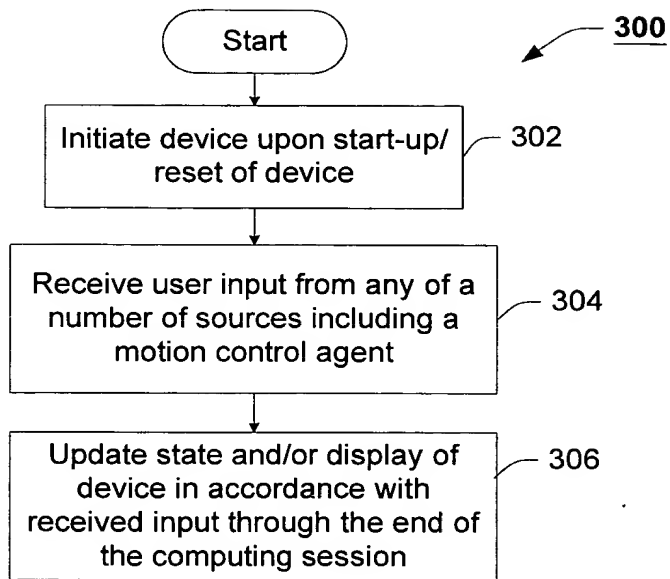 Start
300
Initiate device upon start-up/
reset of device
302
Receive user input from any of a
number of sources including a
motion control agent
304
Update state and/or display of
device in accordance with
received input through the end of
the computing session
306